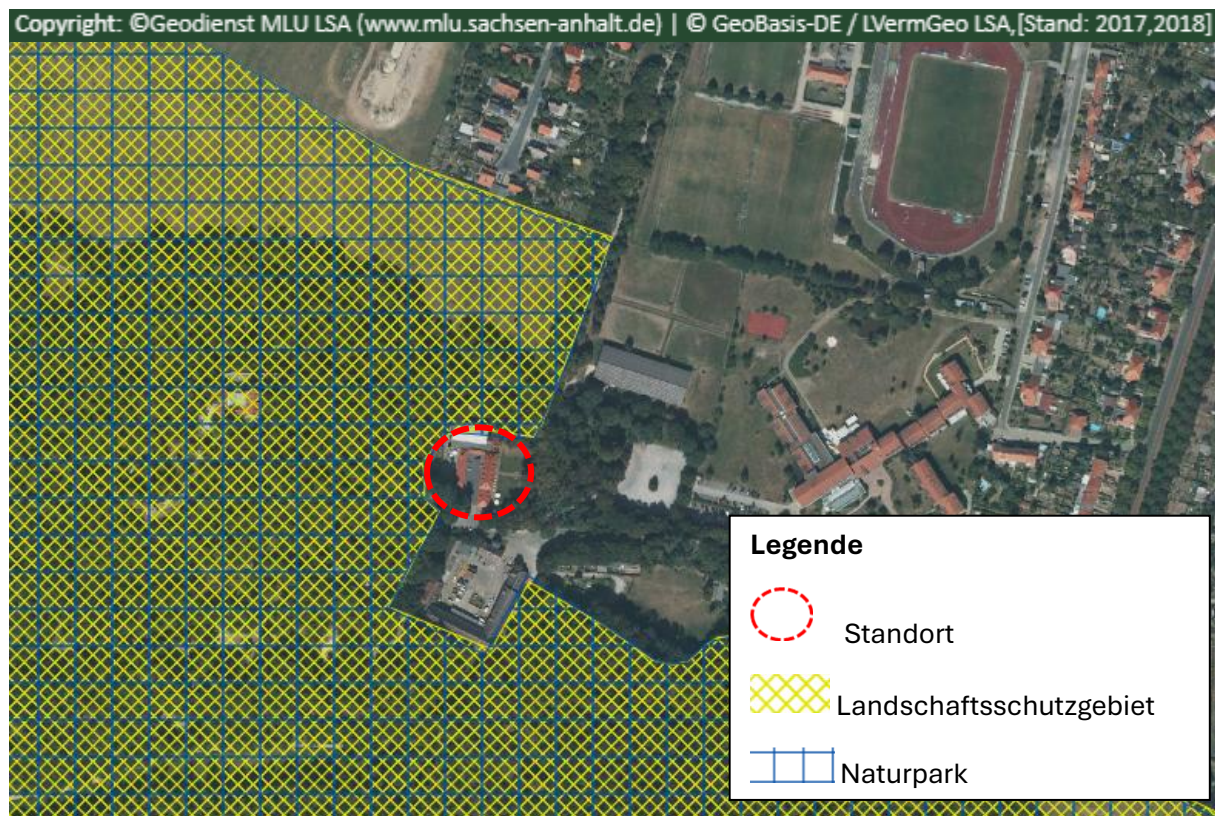 Copyright: ©Geodienst MLU LSA (www.mlu.sachsen-anhalt.de) | © GeoBasis-DE / LVermGeo LSA,[Stand: 2017,2018]
Legende
Standort
Landschaftsschutzgebiet
Naturpark